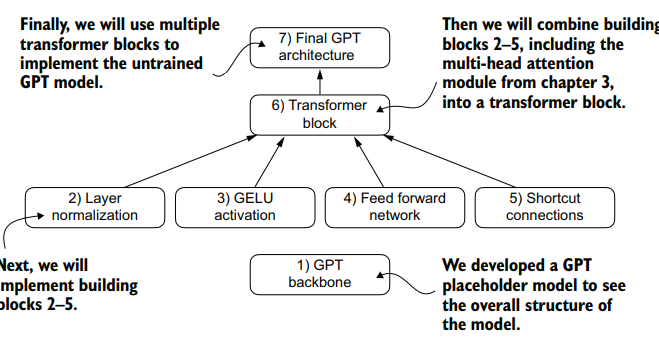 Finally, we will use multiple
transformer blocks to
implement the untrained
GPT model.
7) Final GPT
architecture
Then we will combine building
blocks 2–5, including the
multi-head attention
module from chapter 3,
into a transformer block.
6) Transformer
block
2) Layer
normalization
3) GELU
activation
4) Feed forward
network
5) Shortcut
connections
Next, we will
implement building
blocks 2–5.
1) GPT
backbone
We developed a GPT
placeholder model to see
the overall structure of
the model.